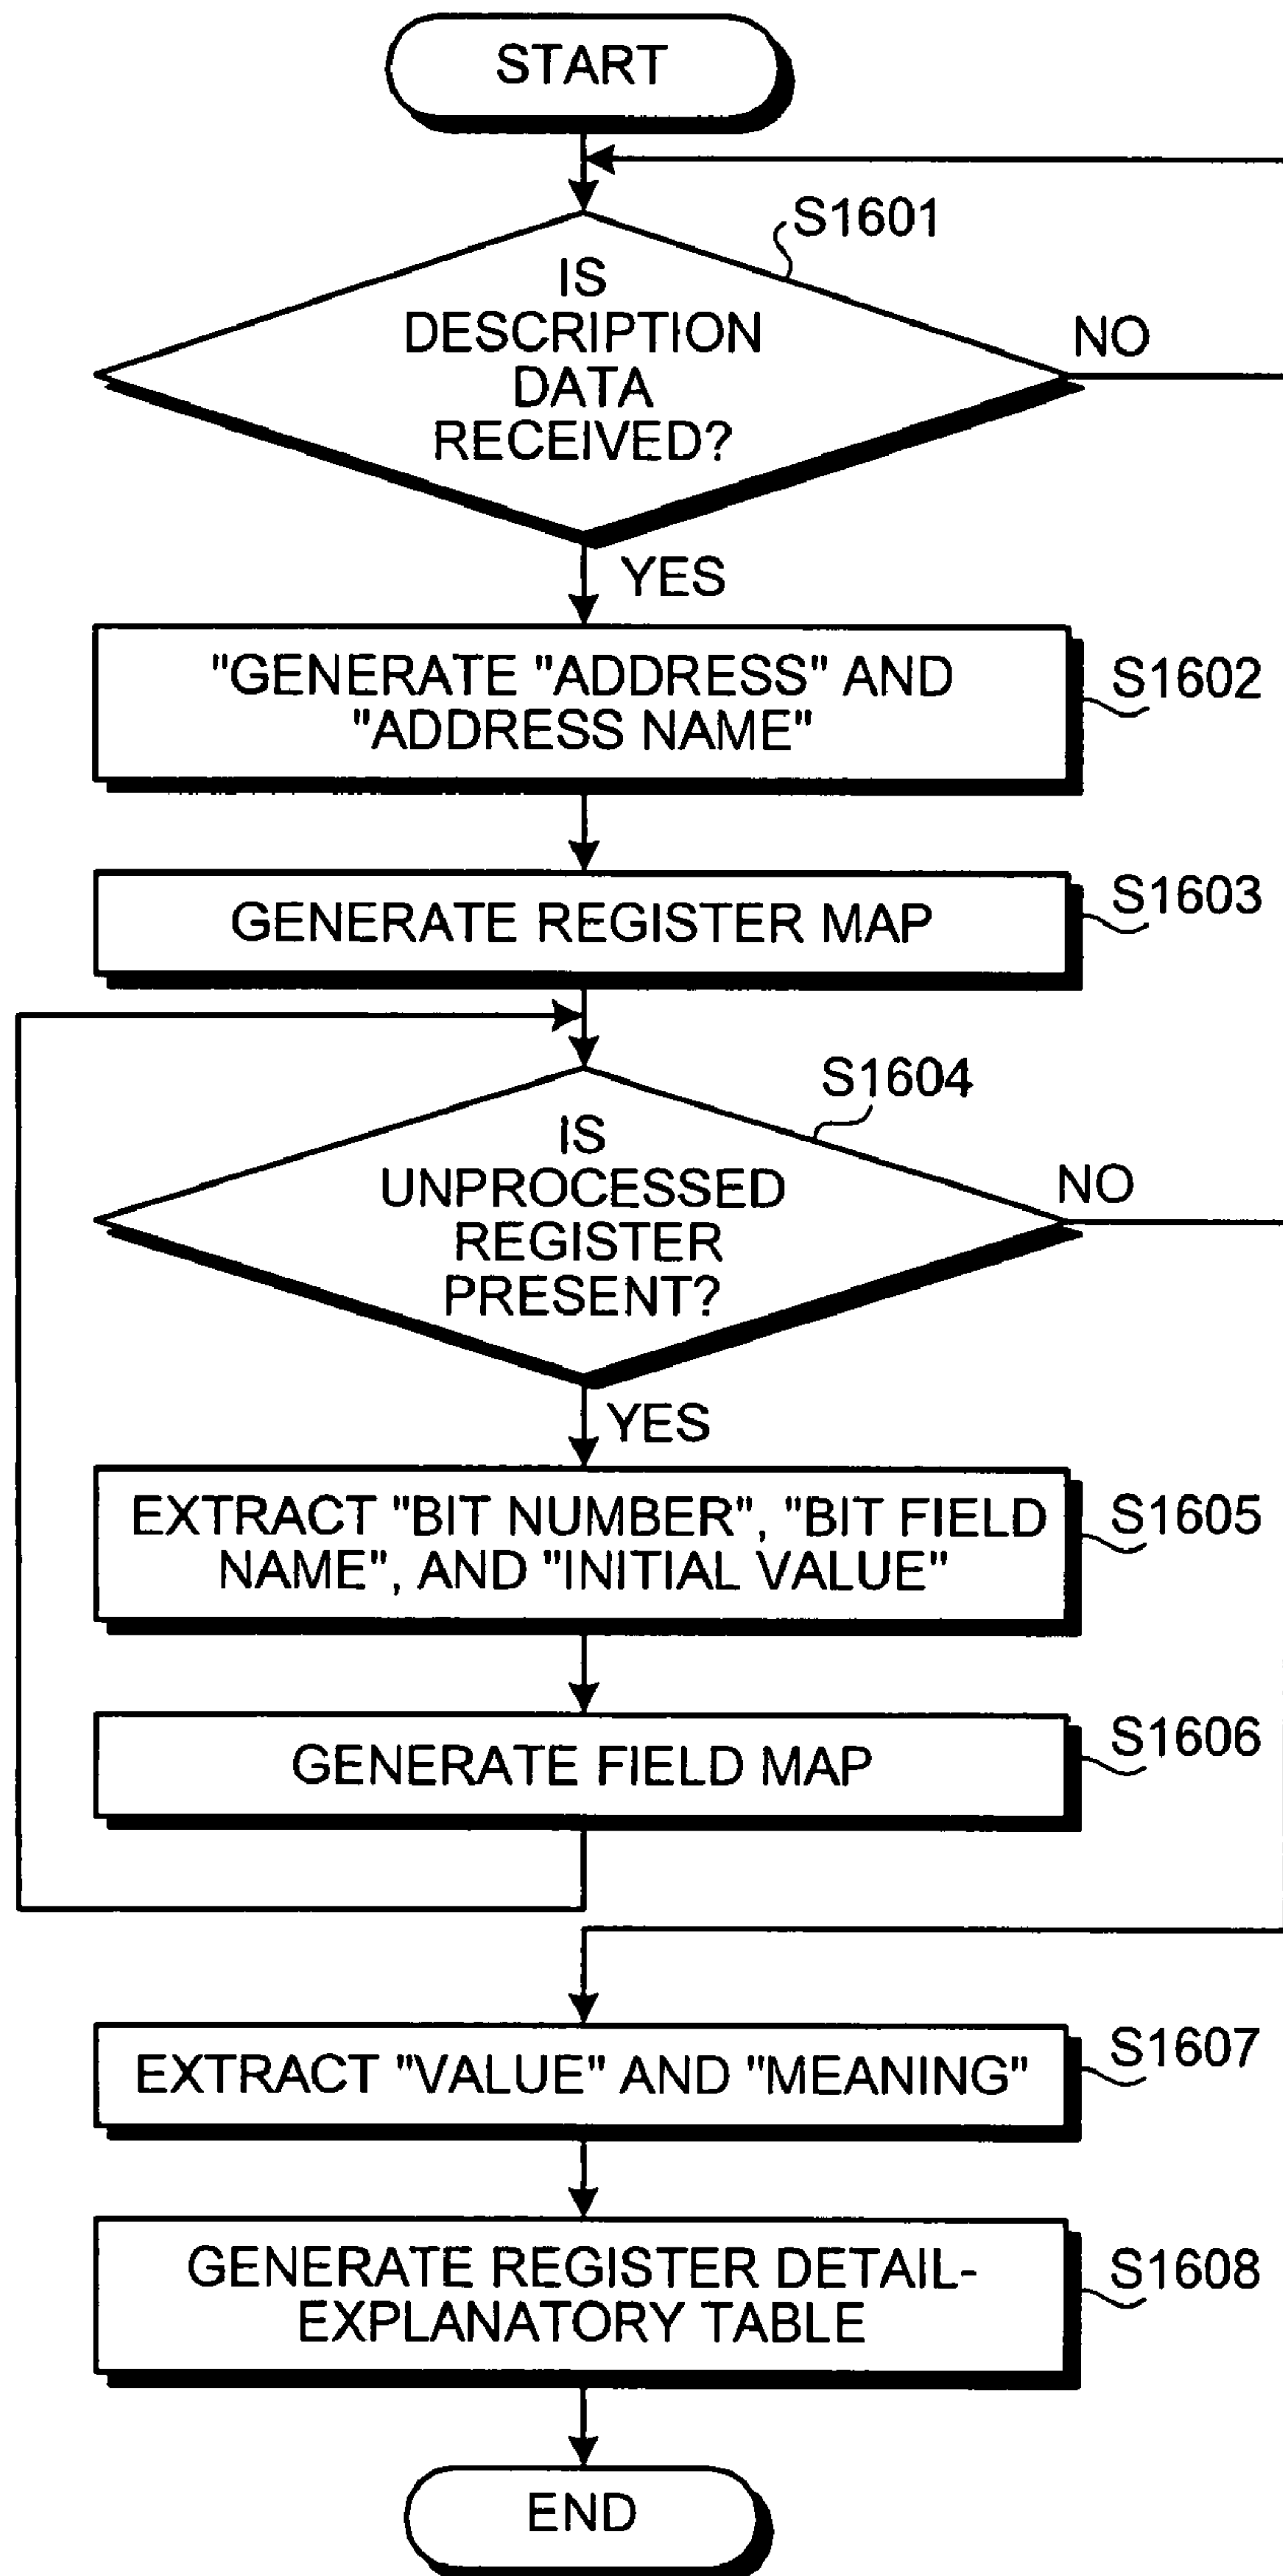 START
S1601
IS
DESCRIPTION
DATA
RECEIVED?
NO
YES
"GENERATE "ADDRESS" AND
"ADDRESS NAME"
S1602
GENERATE REGISTER MAP
S1603
S1604
IS
UNPROCESSED
REGISTER
PRESENT?
NO
YES
EXTRACT "BIT NUMBER", "BIT FIELD
NAME", AND "INITIAL VALUE"
S1605
GENERATE FIELD MAP
S1606
EXTRACT "VALUE" AND "MEANING"
S1607
GENERATE REGISTER DETAIL-
EXPLANATORY TABLE
S1608
END